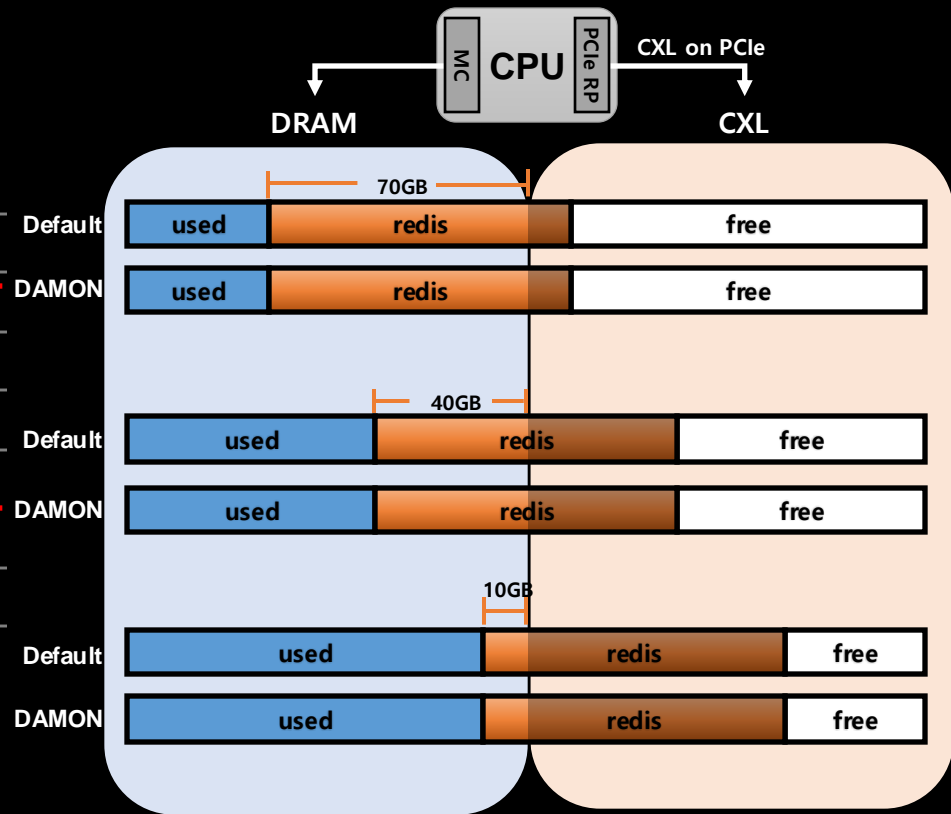 MC
CPU
PCIe RP
CXL on PCIe
DRAM
CXL
70GB
Default
used
redis
free
DAMON
used
redis
free
40GB
Default
used
redis
free
DAMON
used
redis
free
10GB
Default
used
redis
free
DAMON
used
redis
free